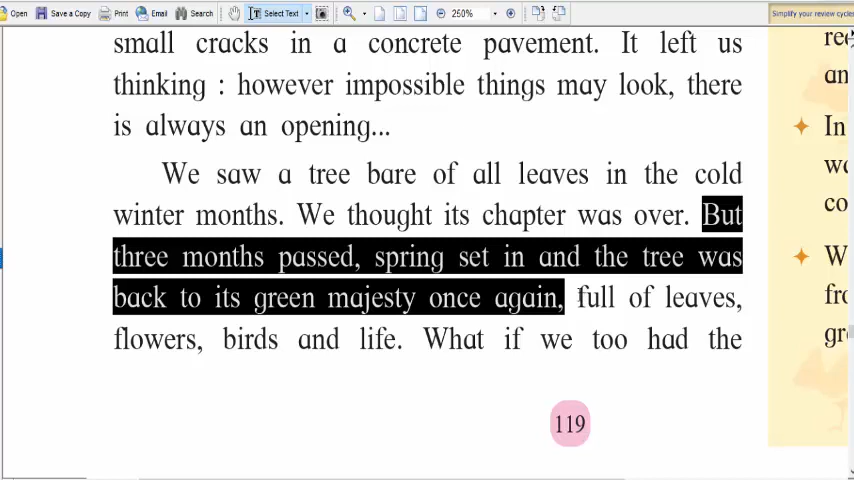 Open Save a Copy Print Email Search Select Text 250% Simplify your review cycles
small cracks in a concrete pavement. It left us
thinking : however impossible things may look, there
is always an opening...
We saw a tree bare of all leaves in the cold
winter months. We thought its chapter was over. But
three months passed, spring set in and the tree was
back to its green majesty once again, full of leaves,
flowers, birds and life. What if we too had the
119
In